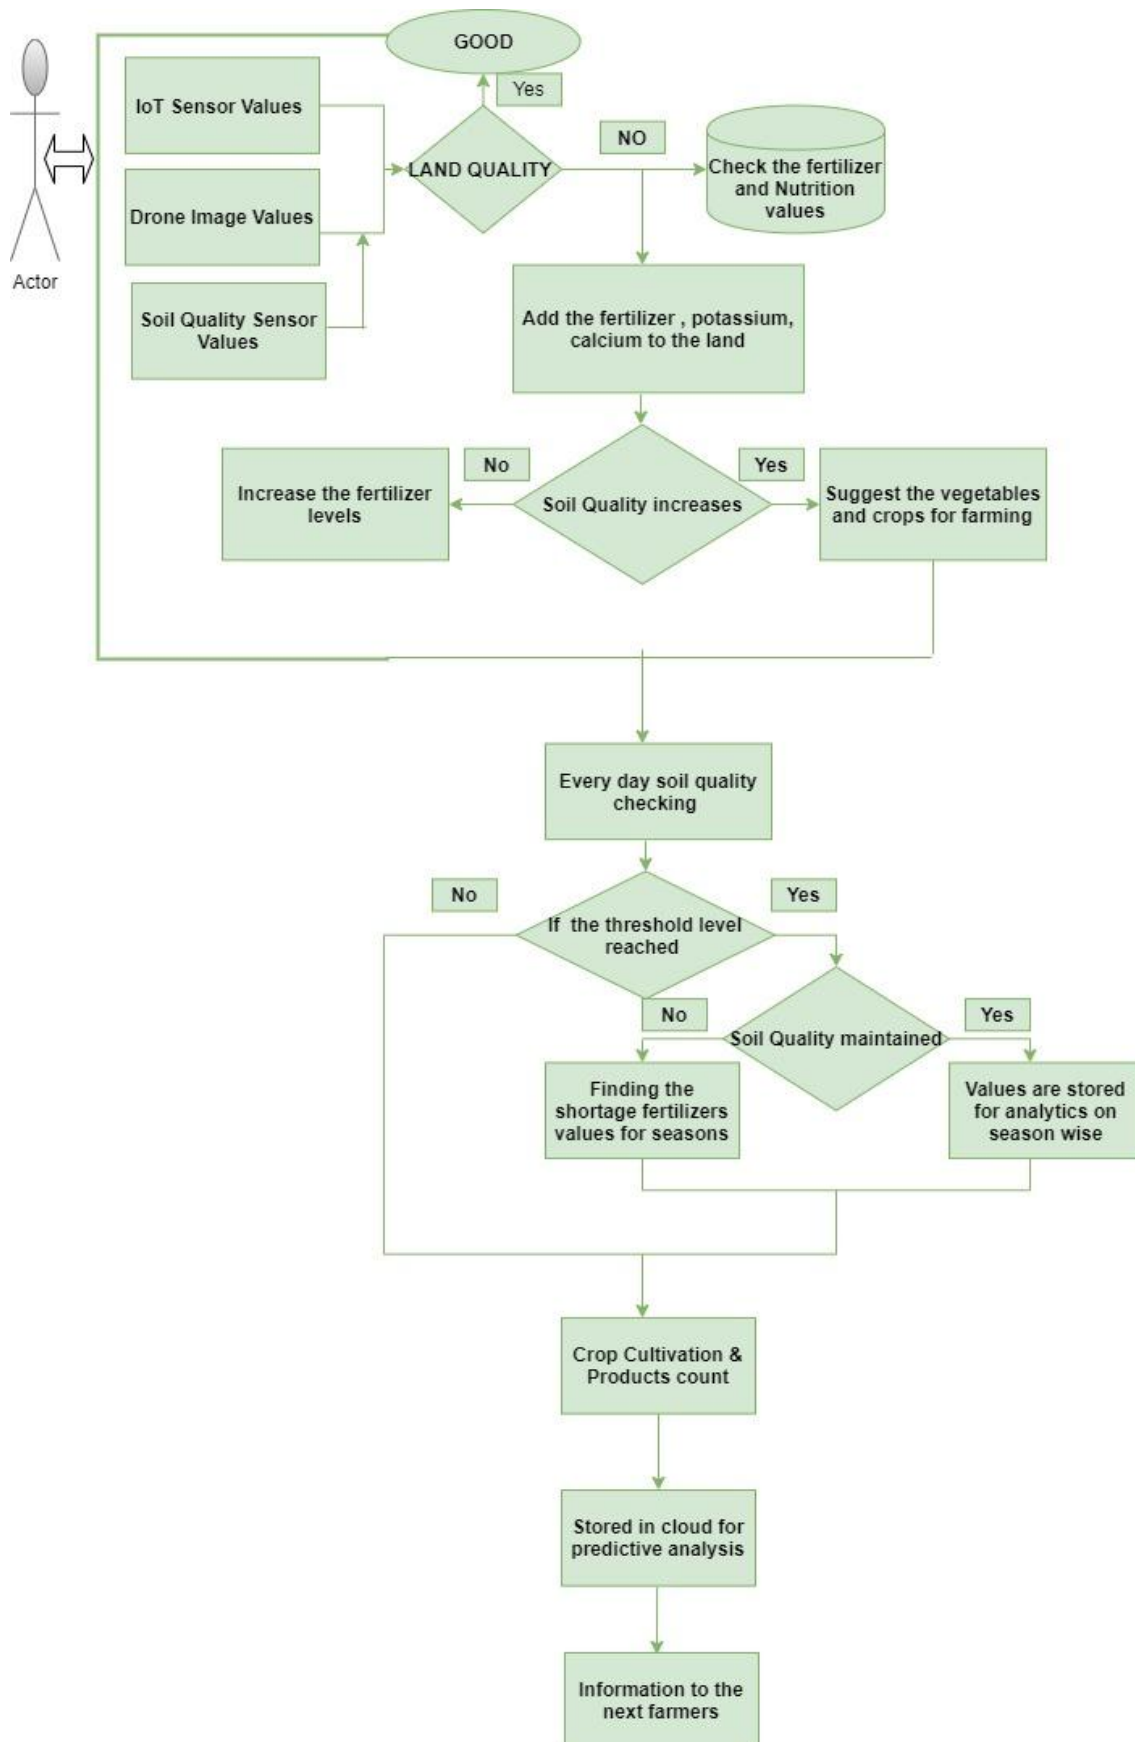 GOOD
Yes
IoT Sensor Values
NO
LAND QUALITY
Check the fertilizer
and Nutrition
values
Drone Image Values
Actor
Soil Quality Sensor
Values
Add the fertilizer , potassium,
calcium to the land
No
Yes
Increase the fertilizer
levels
Soil Quality increases
Suggest the vegetables
and crops for farming
Every day soil quality
checking
No
Yes
If the threshold level
reached
No
Yes
Soil Quality maintained
Finding the
shortage fertilizers
values for seasons
Values are stored
for analytics on
season wise
Crop Cultivation &
Products count
Stored in cloud for
predictive analysis
Information to the
next farmers